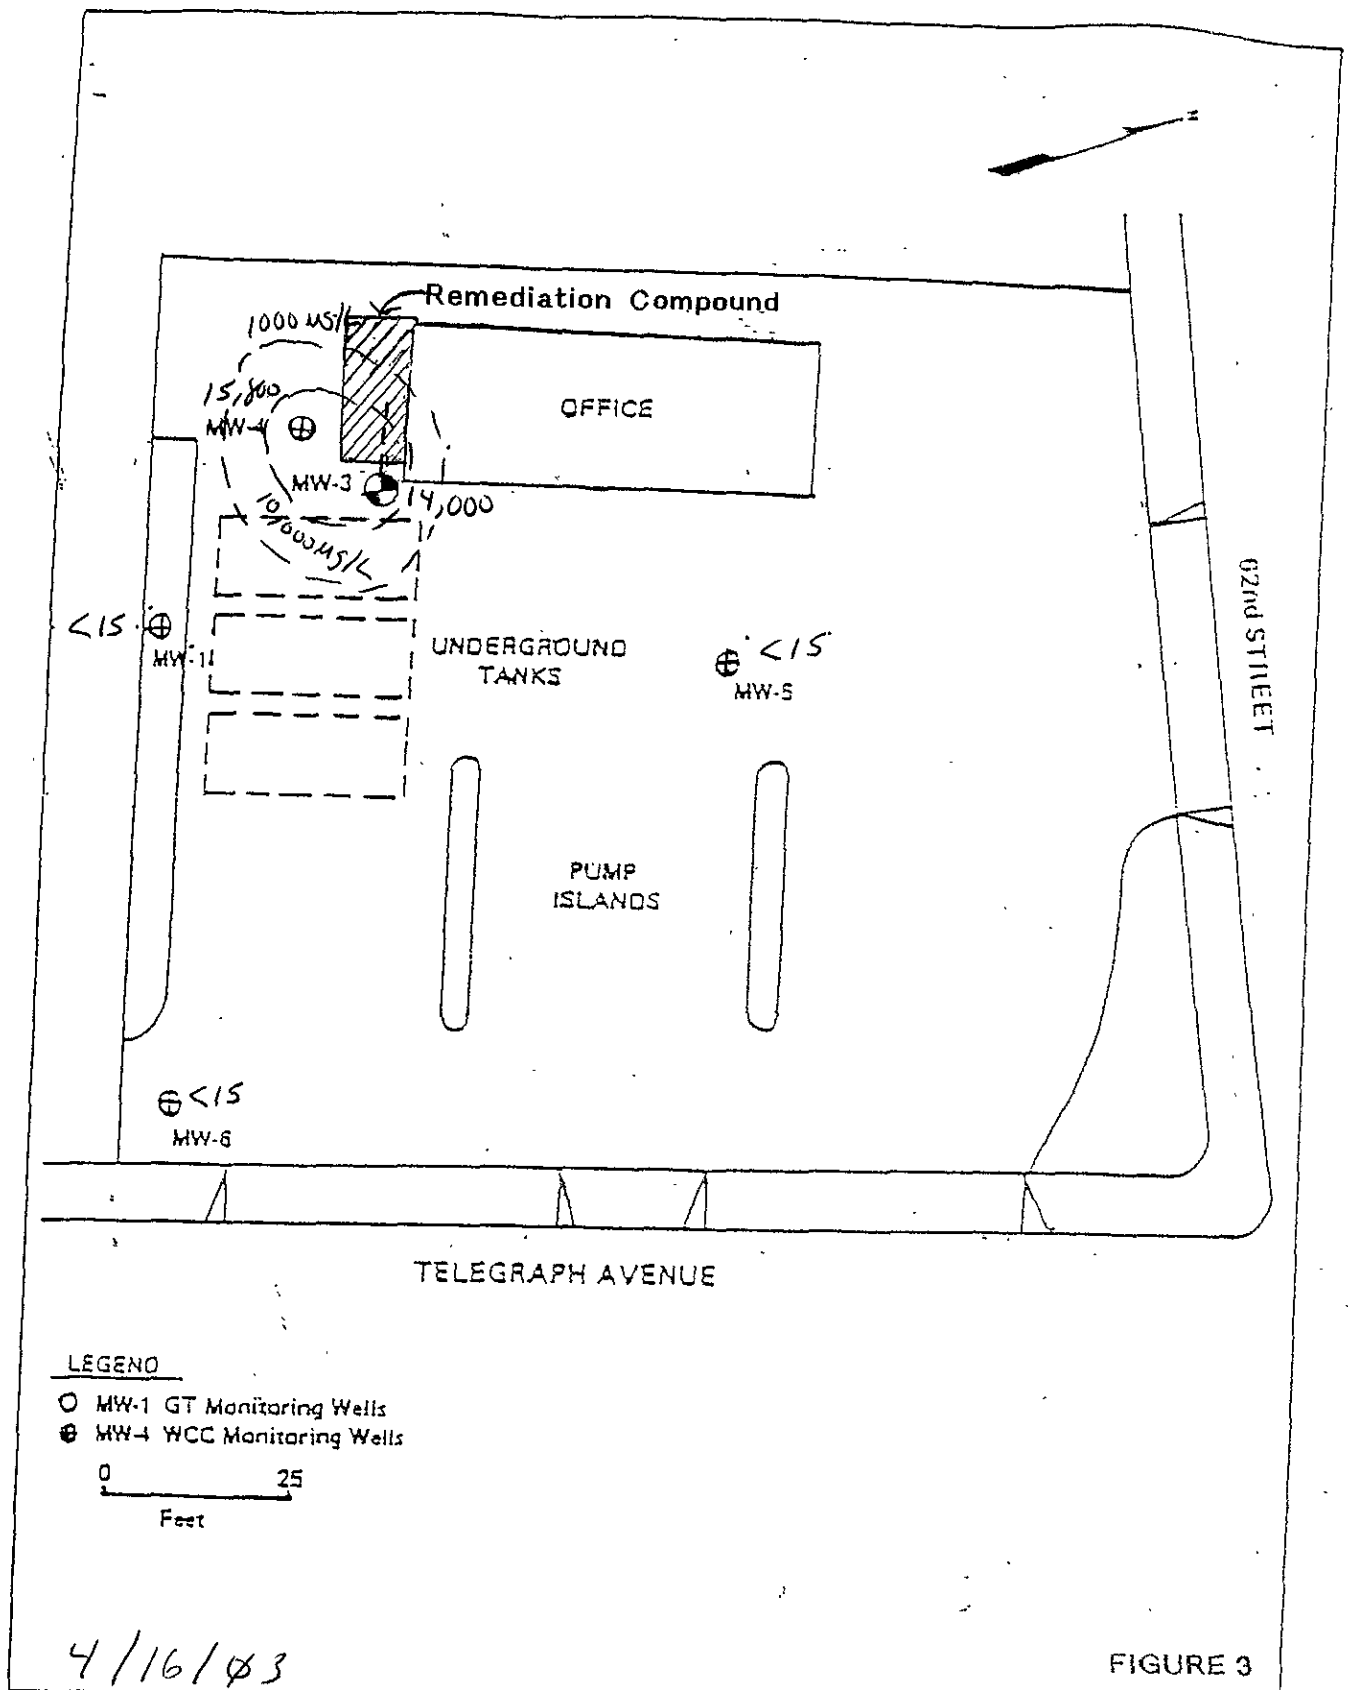 N
Remediation Compound
1000 µg/L
15,800
OFFICE
MW-4
MW-3
14,000
10,000 µg/L
<15
MW-1
UNDERGROUND
TANKS
<15
MW-5
62nd STREET
PUMP
ISLANDS
<15
MW-6
TELEGRAPH AVENUE
LEGEND
MW-1 GT Monitoring Wells
MW-4 WCC Monitoring Wells
0 25
Feet
4/16/03
FIGURE 3